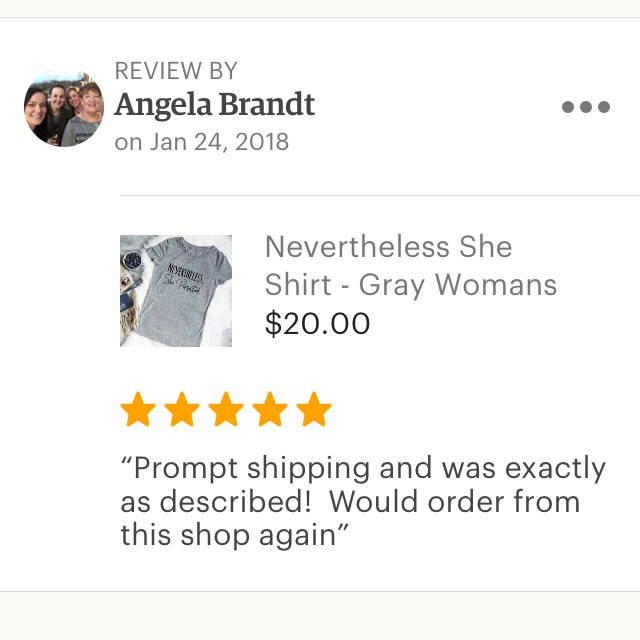 REVIEW BY
Angela Brandt
on Jan 24, 2018
Nevertheless She
Shirt - Gray Womans
$20.00
NEVERTHELESS,
She Persisted
“Prompt shipping and was exactly
as described!  Would order from
this shop again”